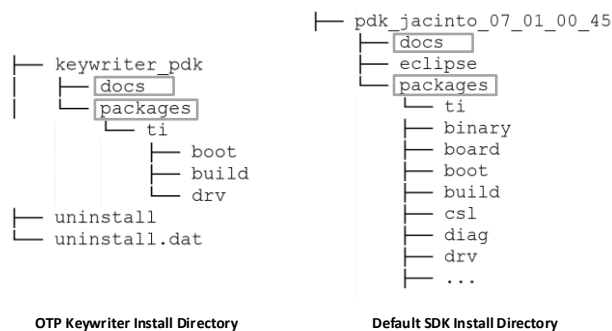 keywriter_pdk
docs
packages
ti
boot
build
drv
uninstall
uninstall.dat
OTP Keywriter Install Directory
pdk_jacinto_07_01_00_45
docs
eclipse
packages
ti
binary
board
boot
build
csl
diag
drv
...
Default SDK Install Directory